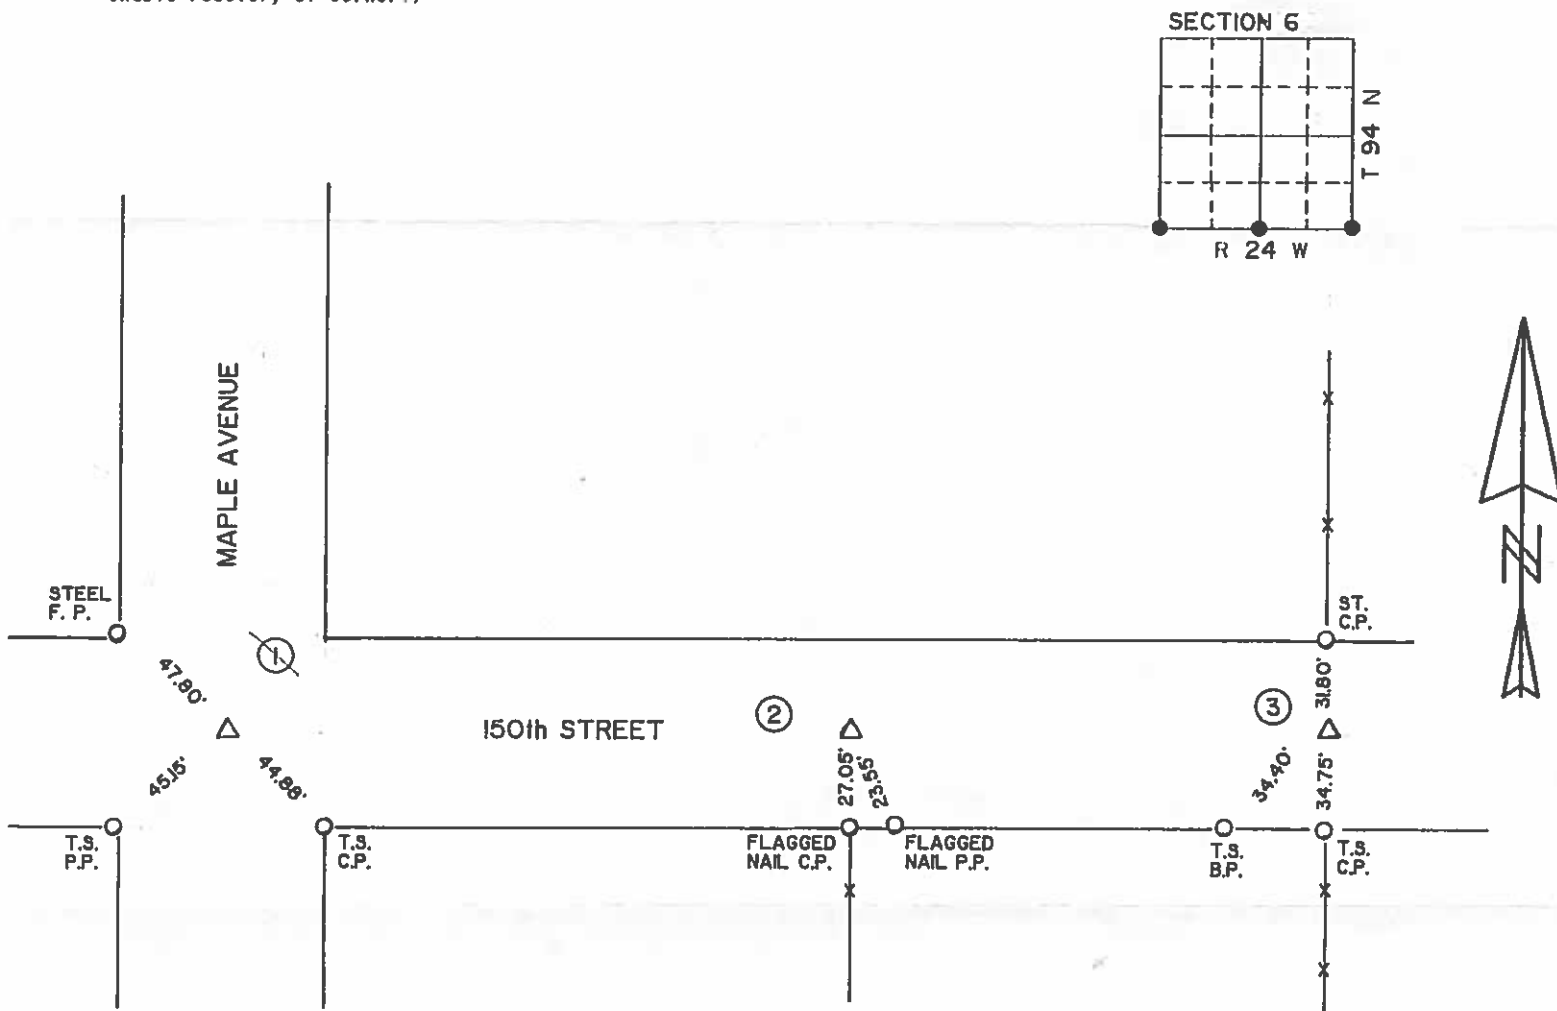 SECTION 6
T 94 N
R 24 W
MAPLE AVENUE
N
STEEL
F. P.
ST.
C.P.
1
47.80'
31.80'
150th STREET
2
3
45.15'
44.88'
27.05'
23.55'
34.40'
34.75'
T.S.
P.P.
T.S.
C.P.
FLAGGED
NAIL C.P.
FLAGGED
NAIL P.P.
T.S.
B.P.
T.S.
C.P.